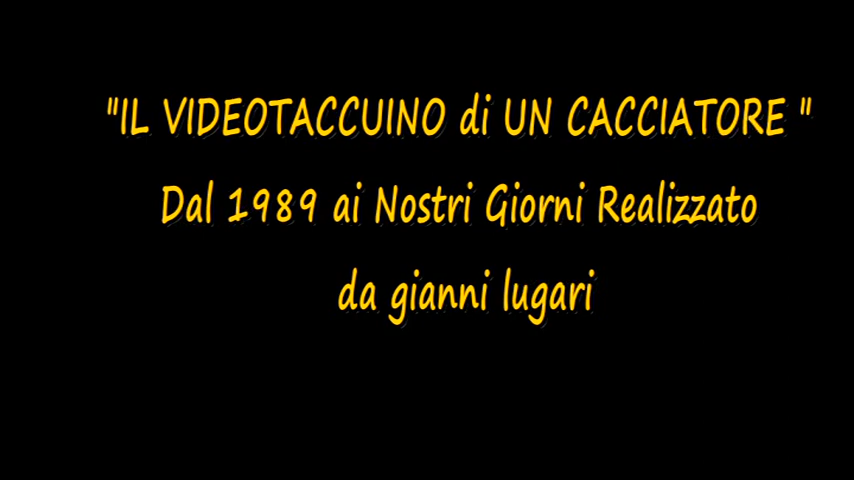 "IL VIDEOTACCUINO di UN CACCIATORE "
Dal 1989 ai Nostri Giorni Realizzato
da gianni lugari